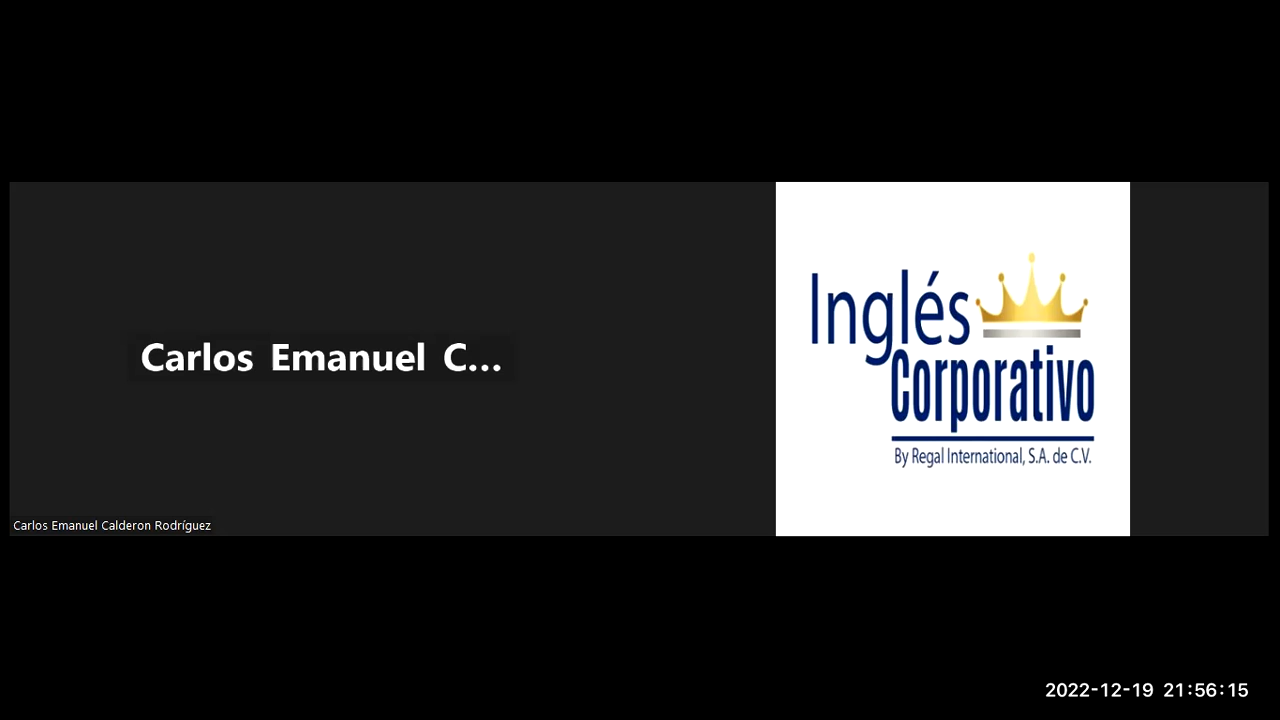 Carlos Emanuel C...
Carlos Emanuel Calderon Rodríguez
Inglés
Corporativo
By Regal International, S.A. de C.V.
2022-12-19 21:56:15